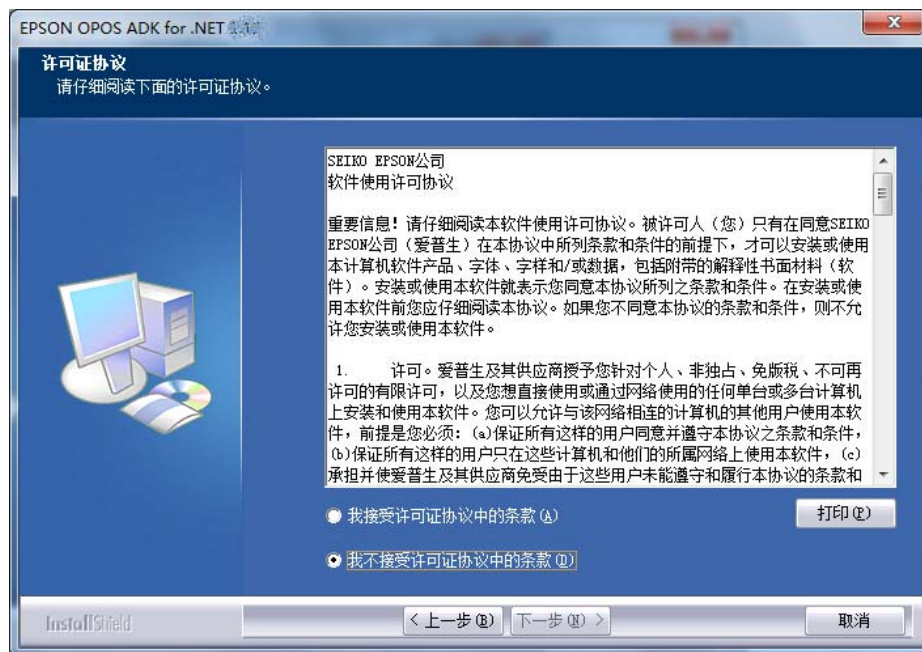 EPSON OPOS ADK for .NET
许可证协议
请仔细阅读下面的许可证协议。
SEIKO EPSON公司
软件使用许可协议
重要信息！请仔细阅读本软件使用许可协议。被许可人（您）只有在同意SEIKO
EPSON公司（爱普生）在本协议中所列条款和条件的前提下，才可以安装或使用
本计算机软件产品、字体、字样和/或数据，包括附带的解释性书面材料（软
件）。安装或使用本软件就表示您同意本协议所列之条款和条件。在安装或使
用本软件前您应仔细阅读本协议。如果您不同意本协议的条款和条件，则不允
许您安装或使用本软件。
1. 许可。爱普生及其供应商授予您针对个人、非独占、免版税、不可再
许可的有限许可，以及您想直接使用或通过网络使用的任何单台或多台计算机
上安装和使用本软件。您可以允许与该网络相连的计算机的其他用户使用本软
件，前提是您必须：(a)保证所有这样的用户同意并遵守本协议之条款和条件，
(b)保证所有这样的用户只在这些计算机和他们的所属网络上使用本软件，(c)
承担并使爱普生及其供应商免受由于这些用户未能遵守和履行本协议的条款和
我接受许可证协议中的条款(A)
打印(P)
我不接受许可证协议中的条款(D)
InstallShield
< 上一步(B)
下一步(N) >
取消